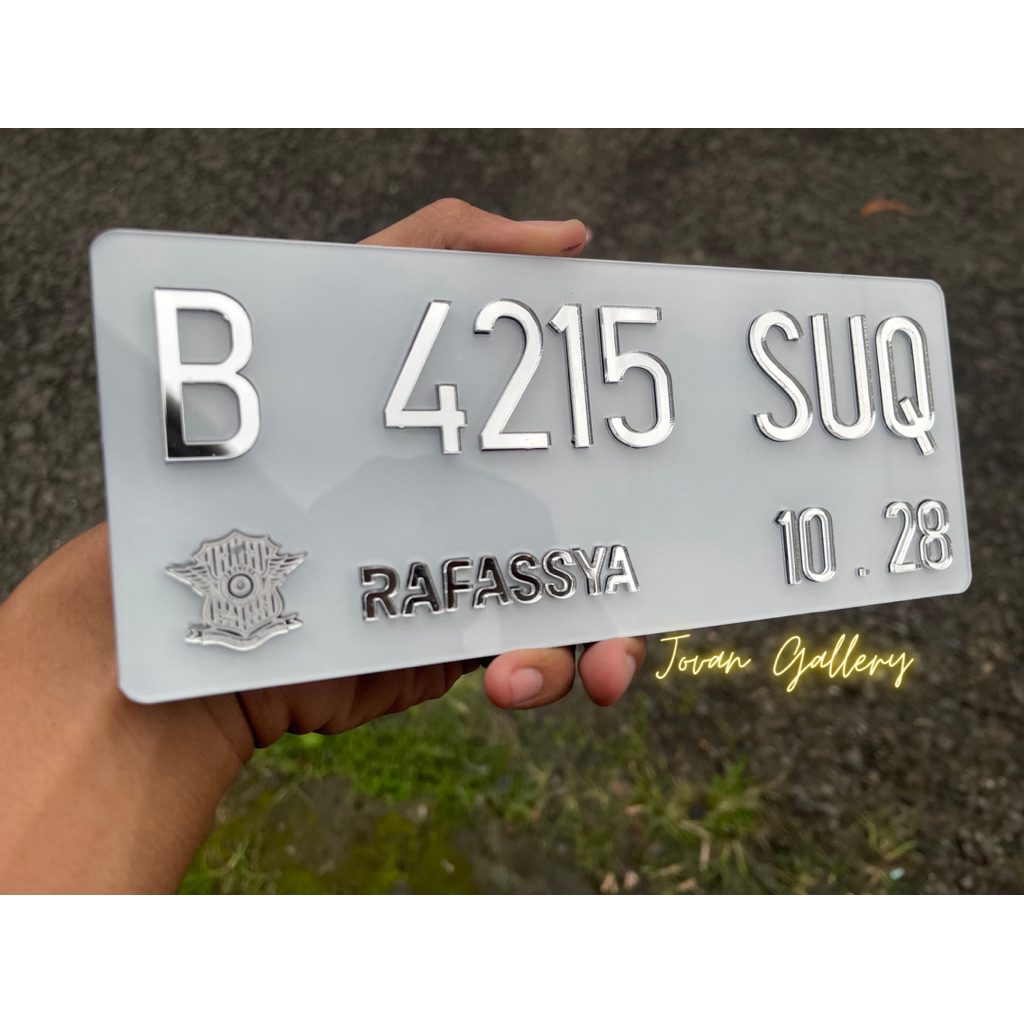 B 4215 SUQ
RAFASSYA 10 . 28
Jovan Gallery